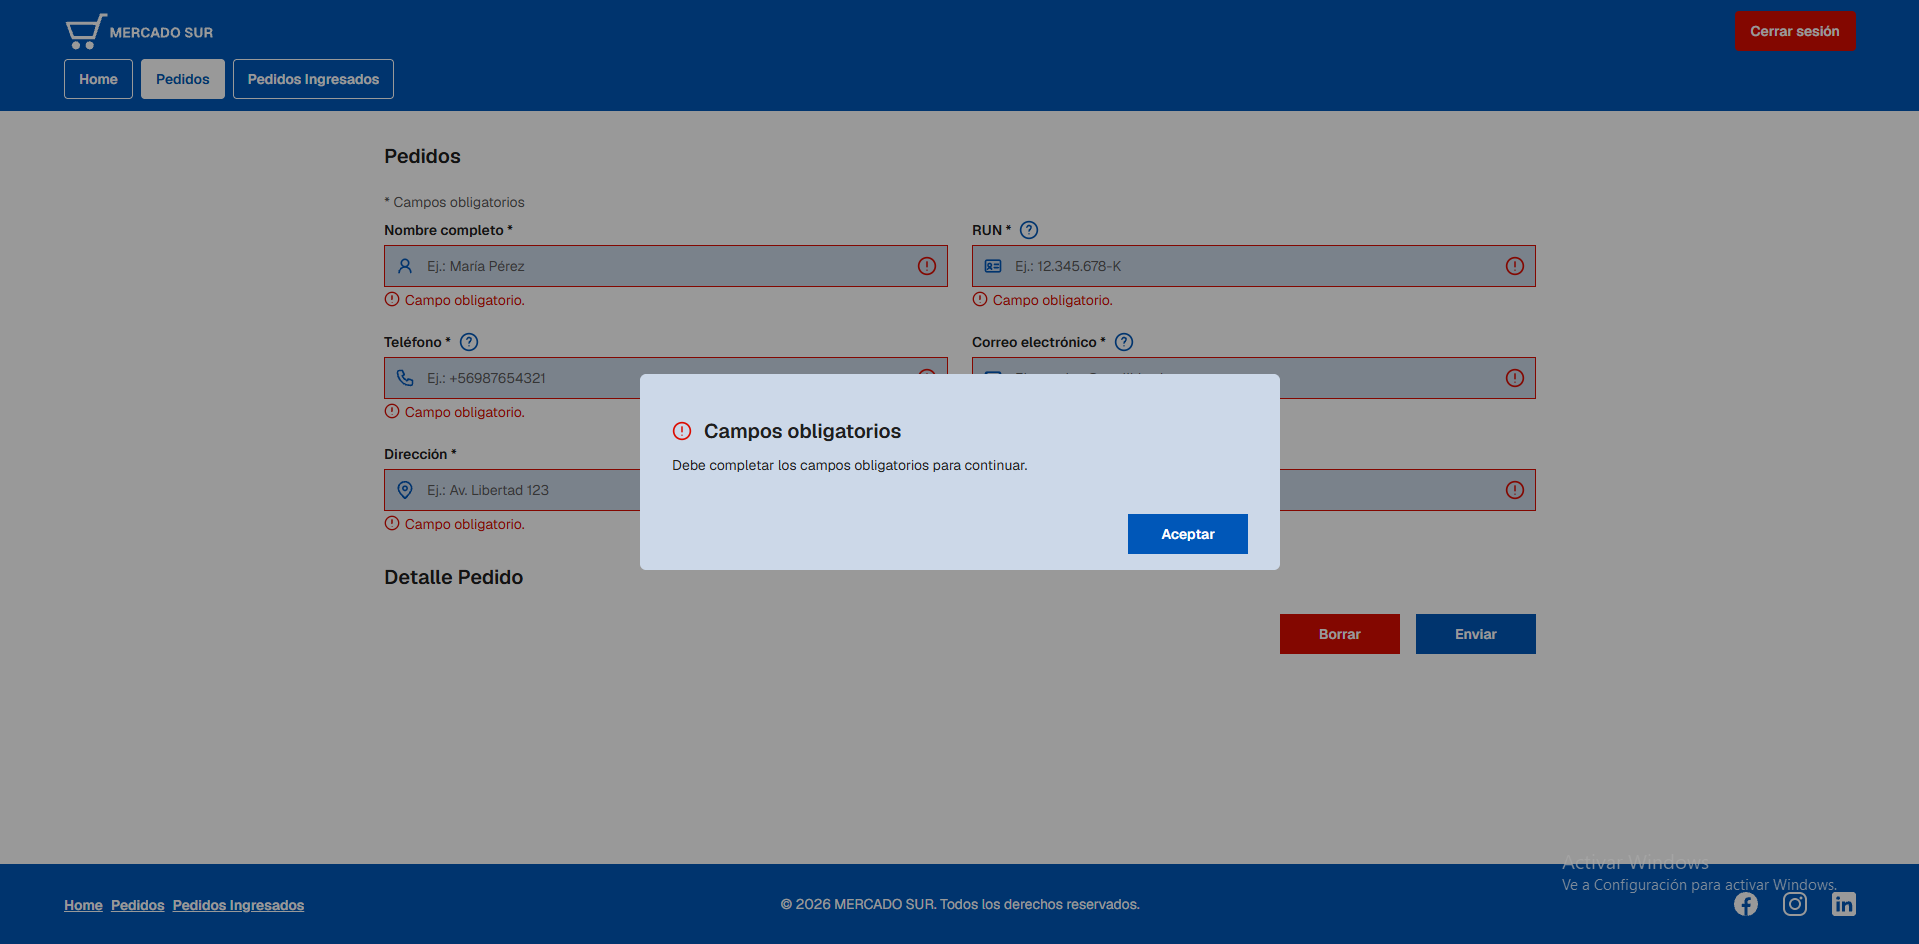 MERCADO SUR
Cerrar sesión
Home
Pedidos
Pedidos Ingresados
Pedidos
* Campos obligatorios
Nombre completo *
RUN *
Ej.: María Pérez
Ej.: 12.345.678-K
Campo obligatorio.
Campo obligatorio.
Teléfono *
Correo electrónico *
Ej.: +56987654321
Campo obligatorio.
Campos obligatorios
Debe completar los campos obligatorios para continuar.
Aceptar
Dirección *
Ej.: Av. Libertad 123
Campo obligatorio.
Detalle Pedido
Borrar
Enviar
Activar Windows
Ve a Configuración para activar Windows.
Home Pedidos Pedidos Ingresados
© 2026 MERCADO SUR. Todos los derechos reservados.